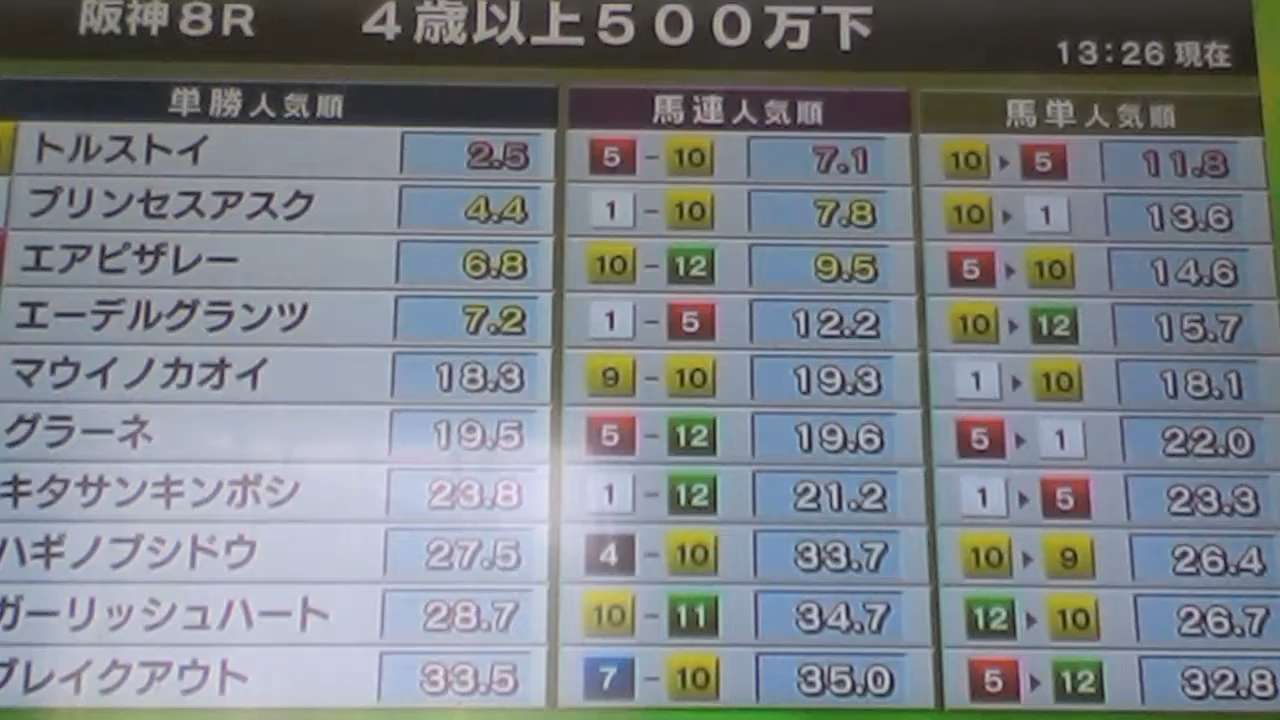 阪神8R 4歳以上500万下 13:26 現在
単勝人気順 馬連人気順 馬単人気順
トルストイ 2.5 5-10 7.1 10▸5 11.8
プリンセスアスク 4.4 1-10 7.8 10▸1 13.6
エアピザレー 6.8 10-12 9.5 5▸10 14.6
エーデルグランツ 7.2 1-5 12.2 10▸12 15.7
マウイノカオイ 18.3 9-10 19.3 1▸10 18.1
グラーネ 19.5 5-12 19.6 5▸1 22.0
キタサンキンボシ 23.8 1-12 21.2 1▸5 23.3
ハギノブシドウ 27.5 4-10 33.7 10▸9 26.4
ガーリッシュハート 28.7 10-11 34.7 12▸10 26.7
ブレイクアウト 33.5 7-10 35.0 5▸12 32.8